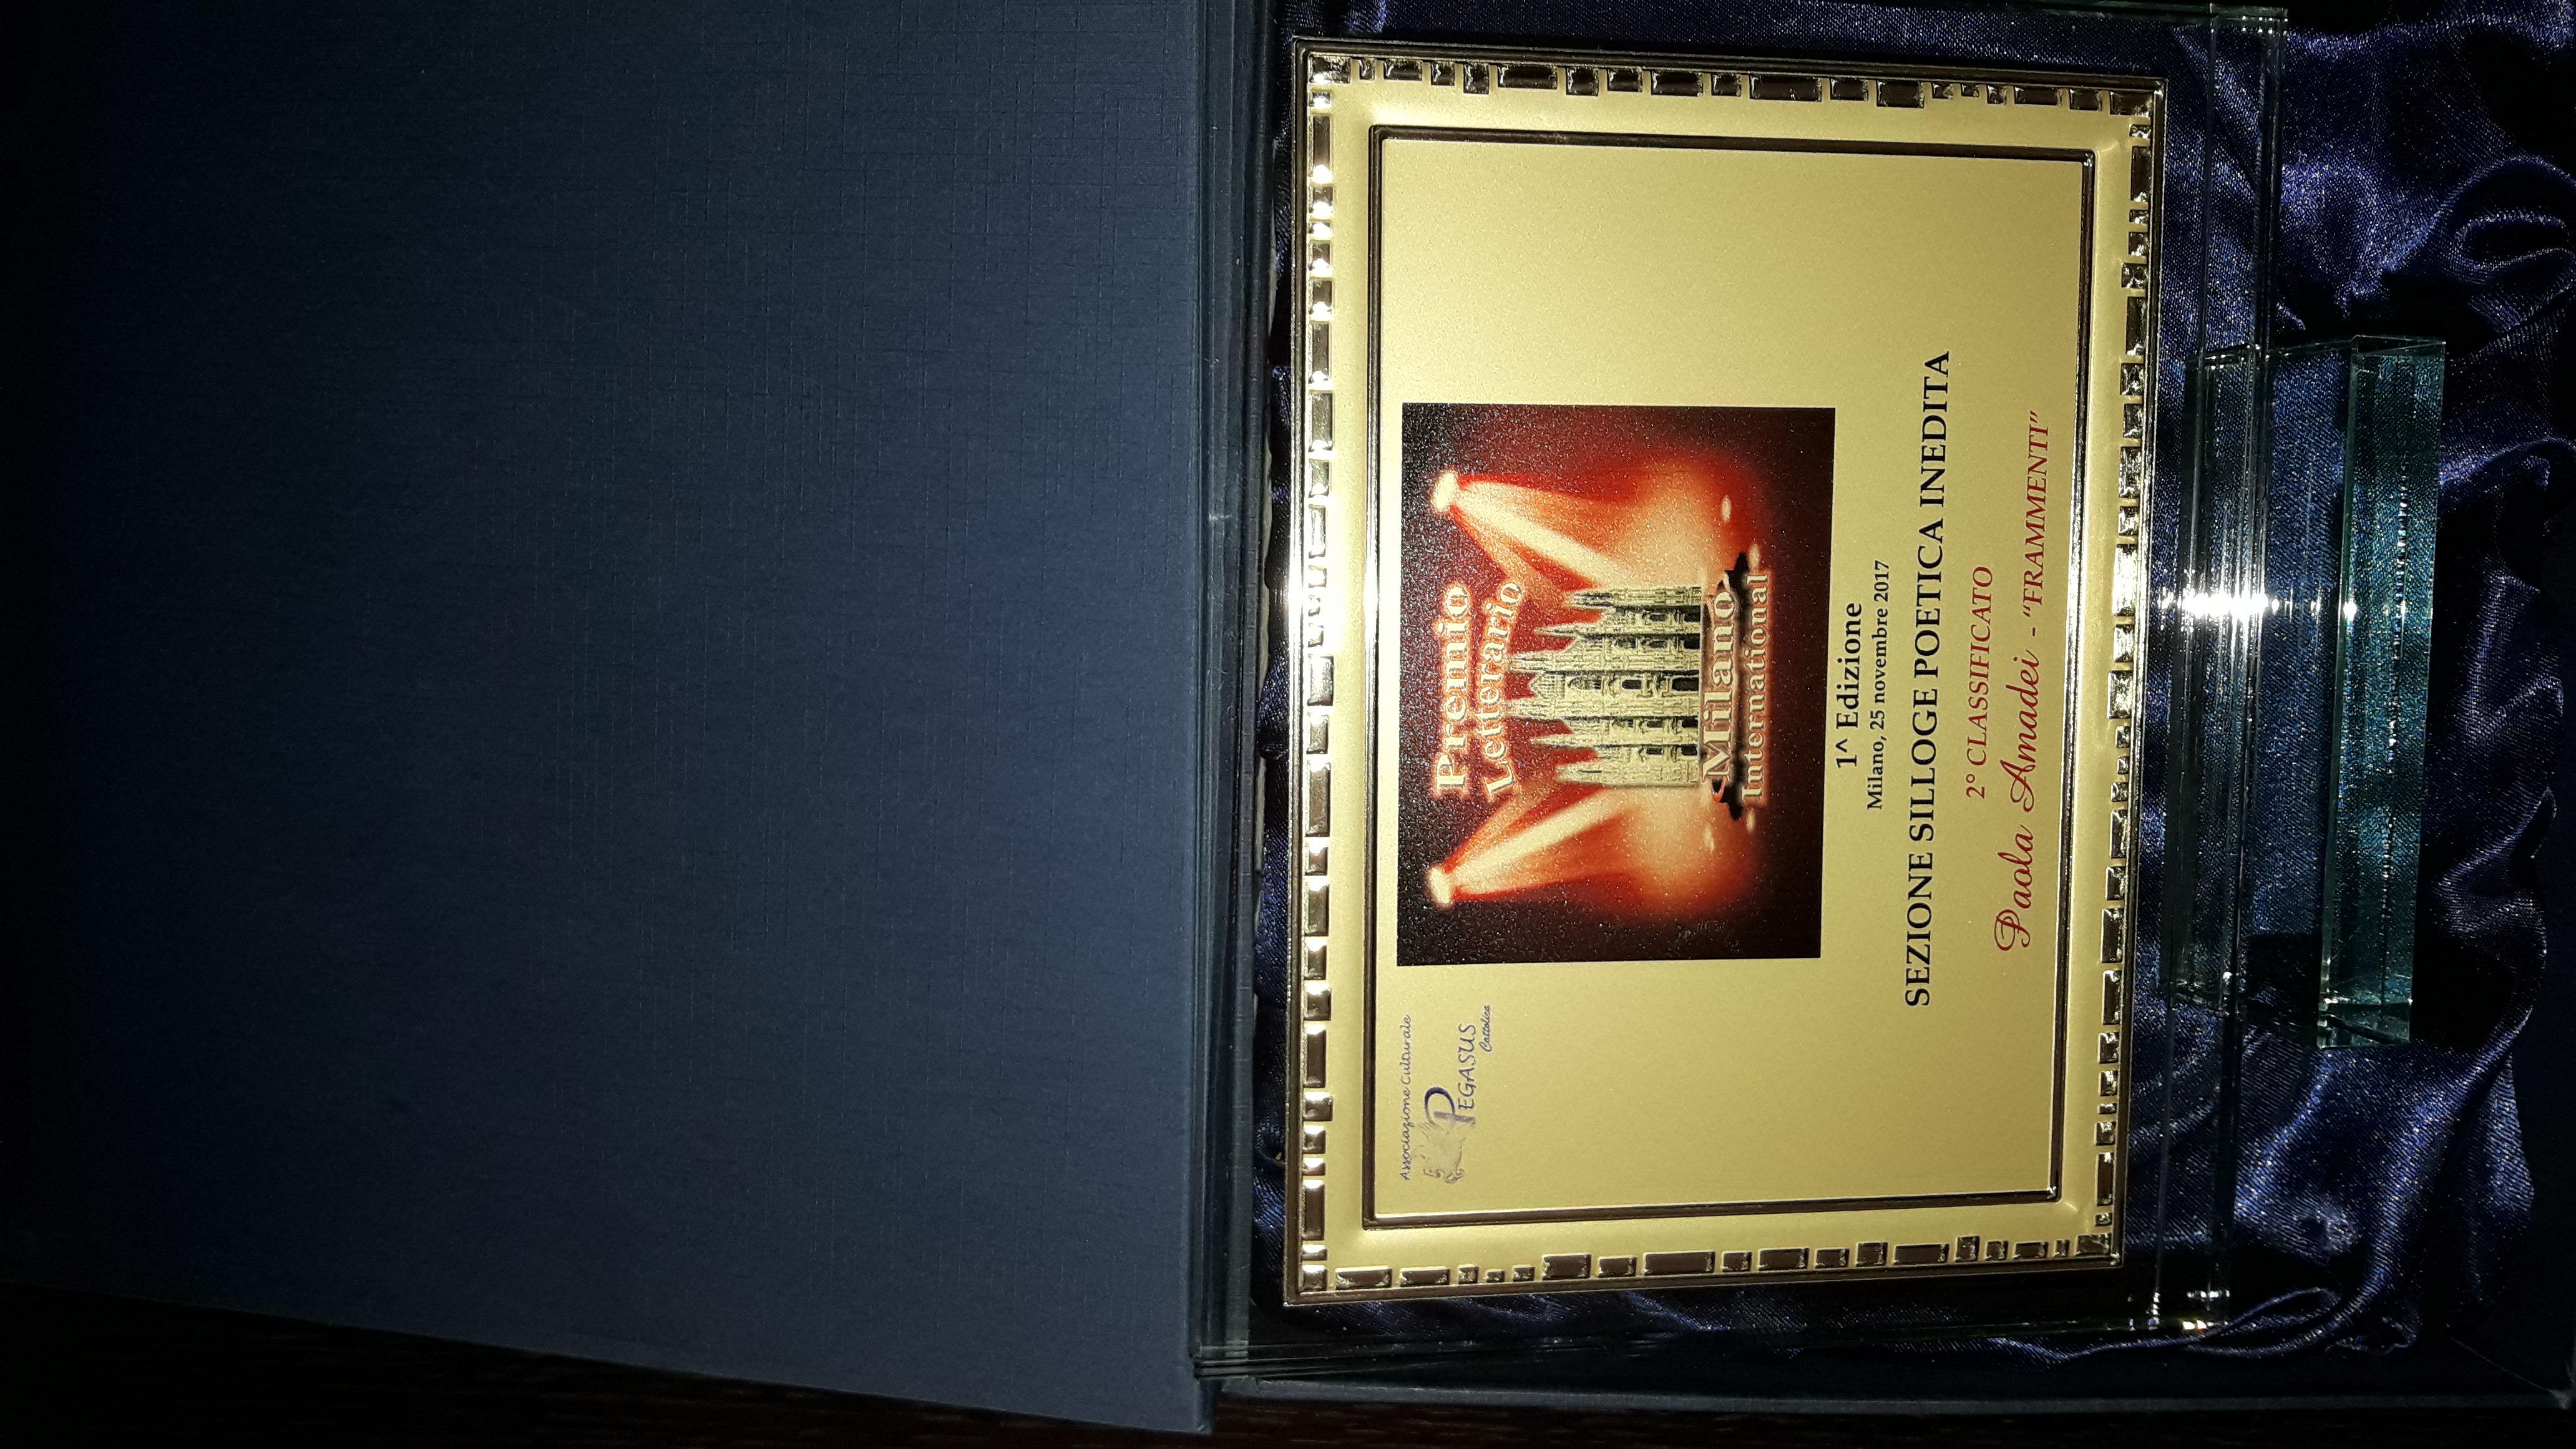 Associazione Culturale
PEGASUS
Cattolica
Premio
Letterario
Milano
International
1^ Edizione
Milano, 25 novembre 2017
SEZIONE SILLOGE POETICA INEDITA
2° CLASSIFICATO
Paola Amadei - "FRAMMENTI"